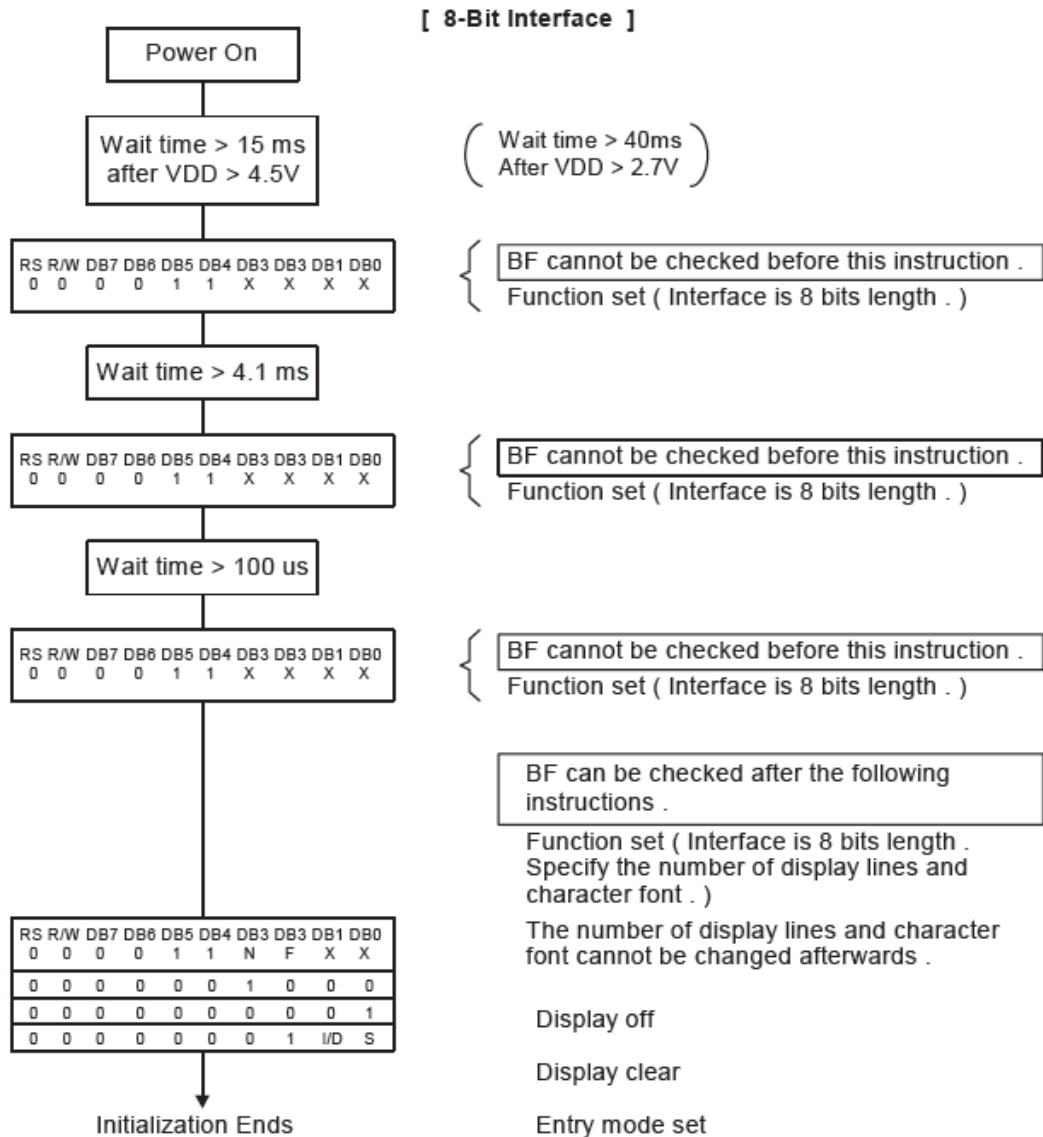 [ 8-Bit Interface ]
Power On
Wait time > 15 ms
after VDD > 4.5V
Wait time > 40ms
After VDD > 2.7V
RS R/W DB7 DB6 DB5 DB4 DB3 DB3 DB1 DB0
0 0 0 0 1 1 X X X X
BF cannot be checked before this instruction .
Function set ( Interface is 8 bits length . )
Wait time > 4.1 ms
RS R/W DB7 DB6 DB5 DB4 DB3 DB3 DB1 DB0
0 0 0 0 1 1 X X X X
BF cannot be checked before this instruction .
Function set ( Interface is 8 bits length . )
Wait time > 100 us
RS R/W DB7 DB6 DB5 DB4 DB3 DB3 DB1 DB0
0 0 0 0 1 1 X X X X
BF cannot be checked before this instruction .
Function set ( Interface is 8 bits length . )
BF can be checked after the following
instructions .
Function set ( Interface is 8 bits length .
Specify the number of display lines and
character font . )
RS R/W DB7 DB6 DB5 DB4 DB3 DB3 DB1 DB0
0 0 0 0 1 1 N F X X
0 0 0 0 0 0 1 0 0 0
0 0 0 0 0 0 0 0 0 1
0 0 0 0 0 0 0 1 I/D S
The number of display lines and character
font cannot be changed afterwards .
Display off
Display clear
Initialization Ends
Entry mode set